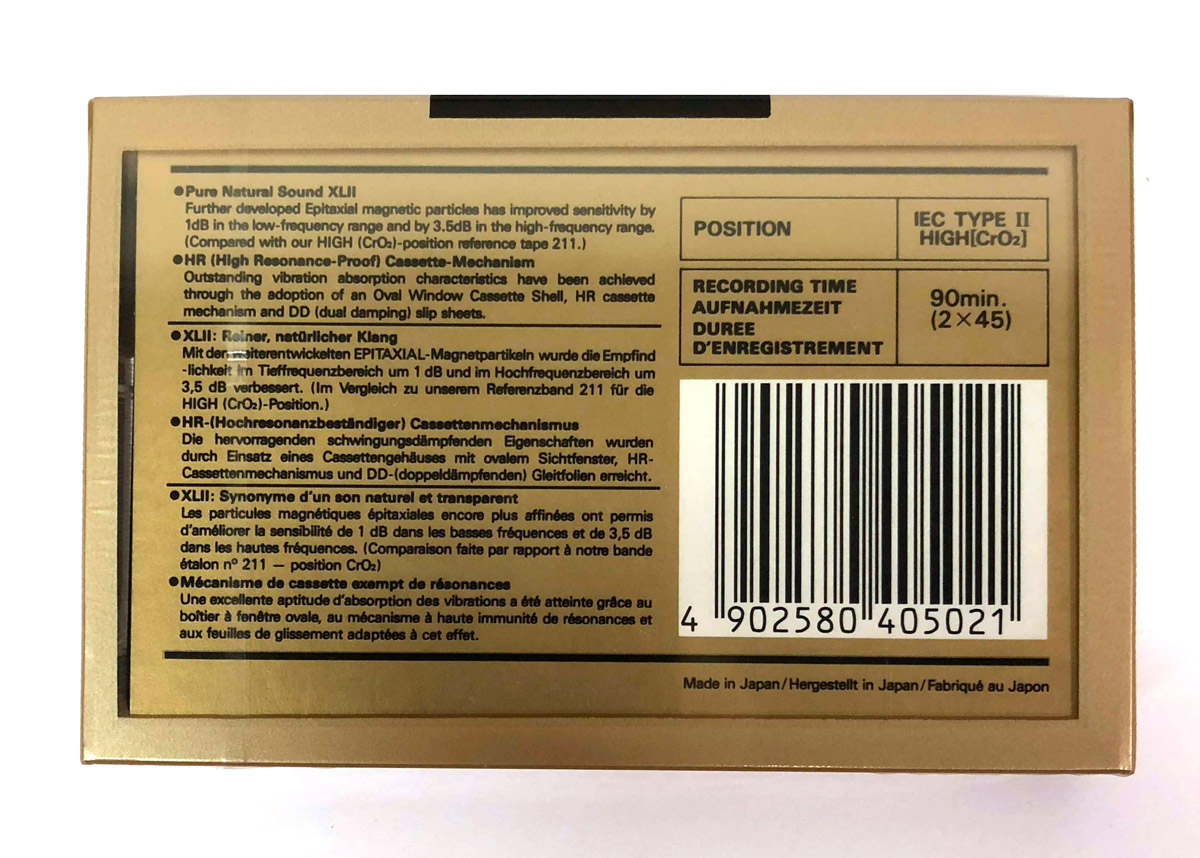 ●Pure Natural Sound XLII
Further developed Epitaxial magnetic particles has improved sensitivity by
1dB in the low-frequency range and by 3.5dB in the high-frequency range.
(Compared with our HIGH (CrO₂)-position reference tape 211.)
●HR (High Resonance-Proof) Cassette-Mechanism
Outstanding vibration absorption characteristics have been achieved
through the adoption of an Oval Window Cassette Shell, HR cassette
mechanism and DD (dual damping) slip sheets.
●XLII: Reiner, natürlicher Klang
Mit den weiterentwickelten EPITAXIAL-Magnetpartikeln wurde die Empfind
-lichkeit im Tieffrequenzbereich um 1 dB und im Hochfrequenzbereich um
3,5 dB verbessert. (Im Vergleich zu unserem Referenzband 211 für die
HIGH (CrO₂)-Position.)
●HR-(Hochresonanzbeständiger) Cassettenmechanismus
Die hervorragenden schwingungsdämpfenden Eigenschaften wurden
durch Einsatz eines Cassettengehäuses mit ovalem Sichtfenster, HR-
Cassettenmechanismus und DD-(doppeldämpfenden) Gleitfolien erreicht.
●XLII: Synonyme d'un son naturel et transparent
Les particules magnétiques épitaxiales encore plus affinées ont permis
d'améliorer la sensibilité de 1 dB dans les basses fréquences et de 3,5 dB
dans les hautes fréquences. (Comparaison faite par rapport à notre bande
étalon nº 211 — position CrO₂)
●Mécanisme de cassette exempt de résonances
Une excellente aptitude d'absorption des vibrations a été atteinte grâce au
boîtier à fenêtre ovale, au mécanisme à haute immunité de résonances et
aux feuilles de glissement adaptées à cet effet.
POSITION
IEC TYPE II
HIGH[CrO₂]
RECORDING TIME
AUFNAHMEZEIT
DUREE
D'ENREGISTREMENT
90min.
(2×45)
4 902580 405021
Made in Japan/Hergestellt in Japan/Fabriqué au Japon